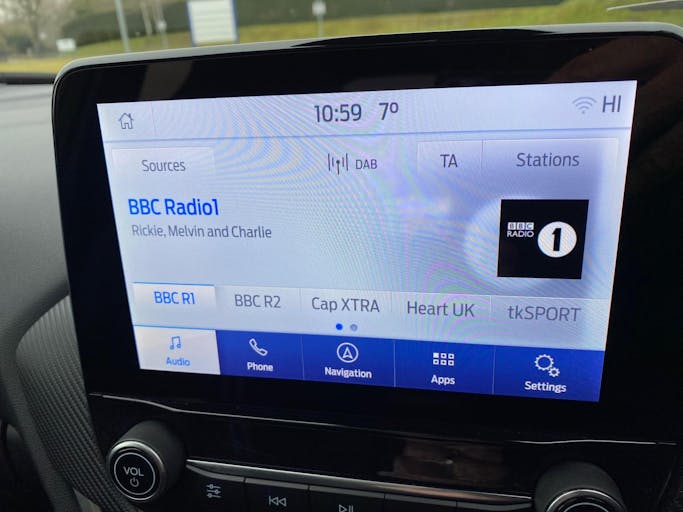 10:59 7° HI
Sources DAB TA Stations
BBC Radio1
Rickie, Melvin and Charlie
BBC
RADIO 1
BBC R1 BBC R2 Cap XTRA Heart UK tkSPORT
Audio Phone Navigation Apps Settings
VOL